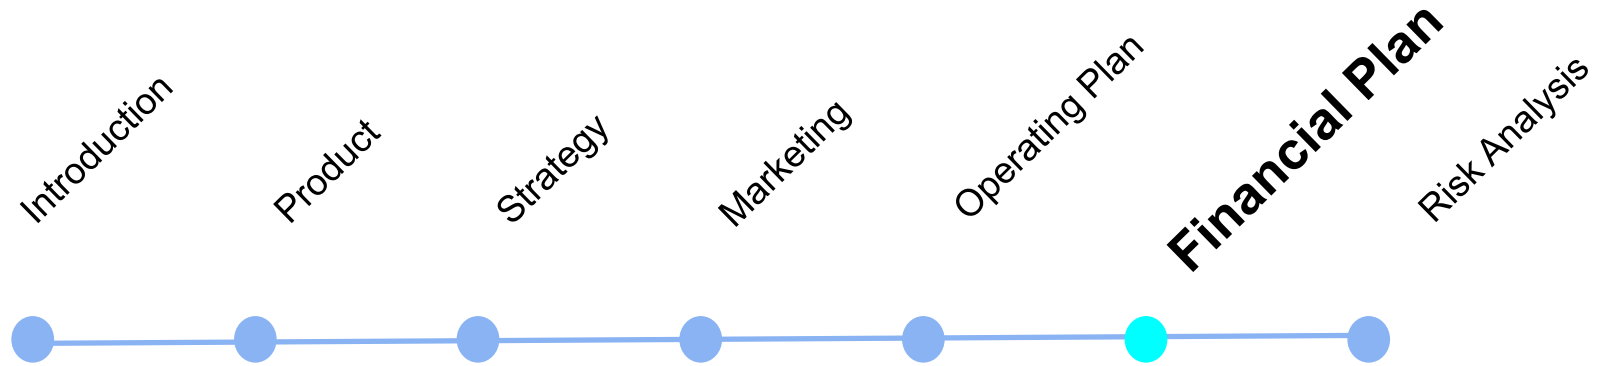 Introduction
Product
Strategy
Marketing
Operating Plan
Financial Plan
Risk Analysis